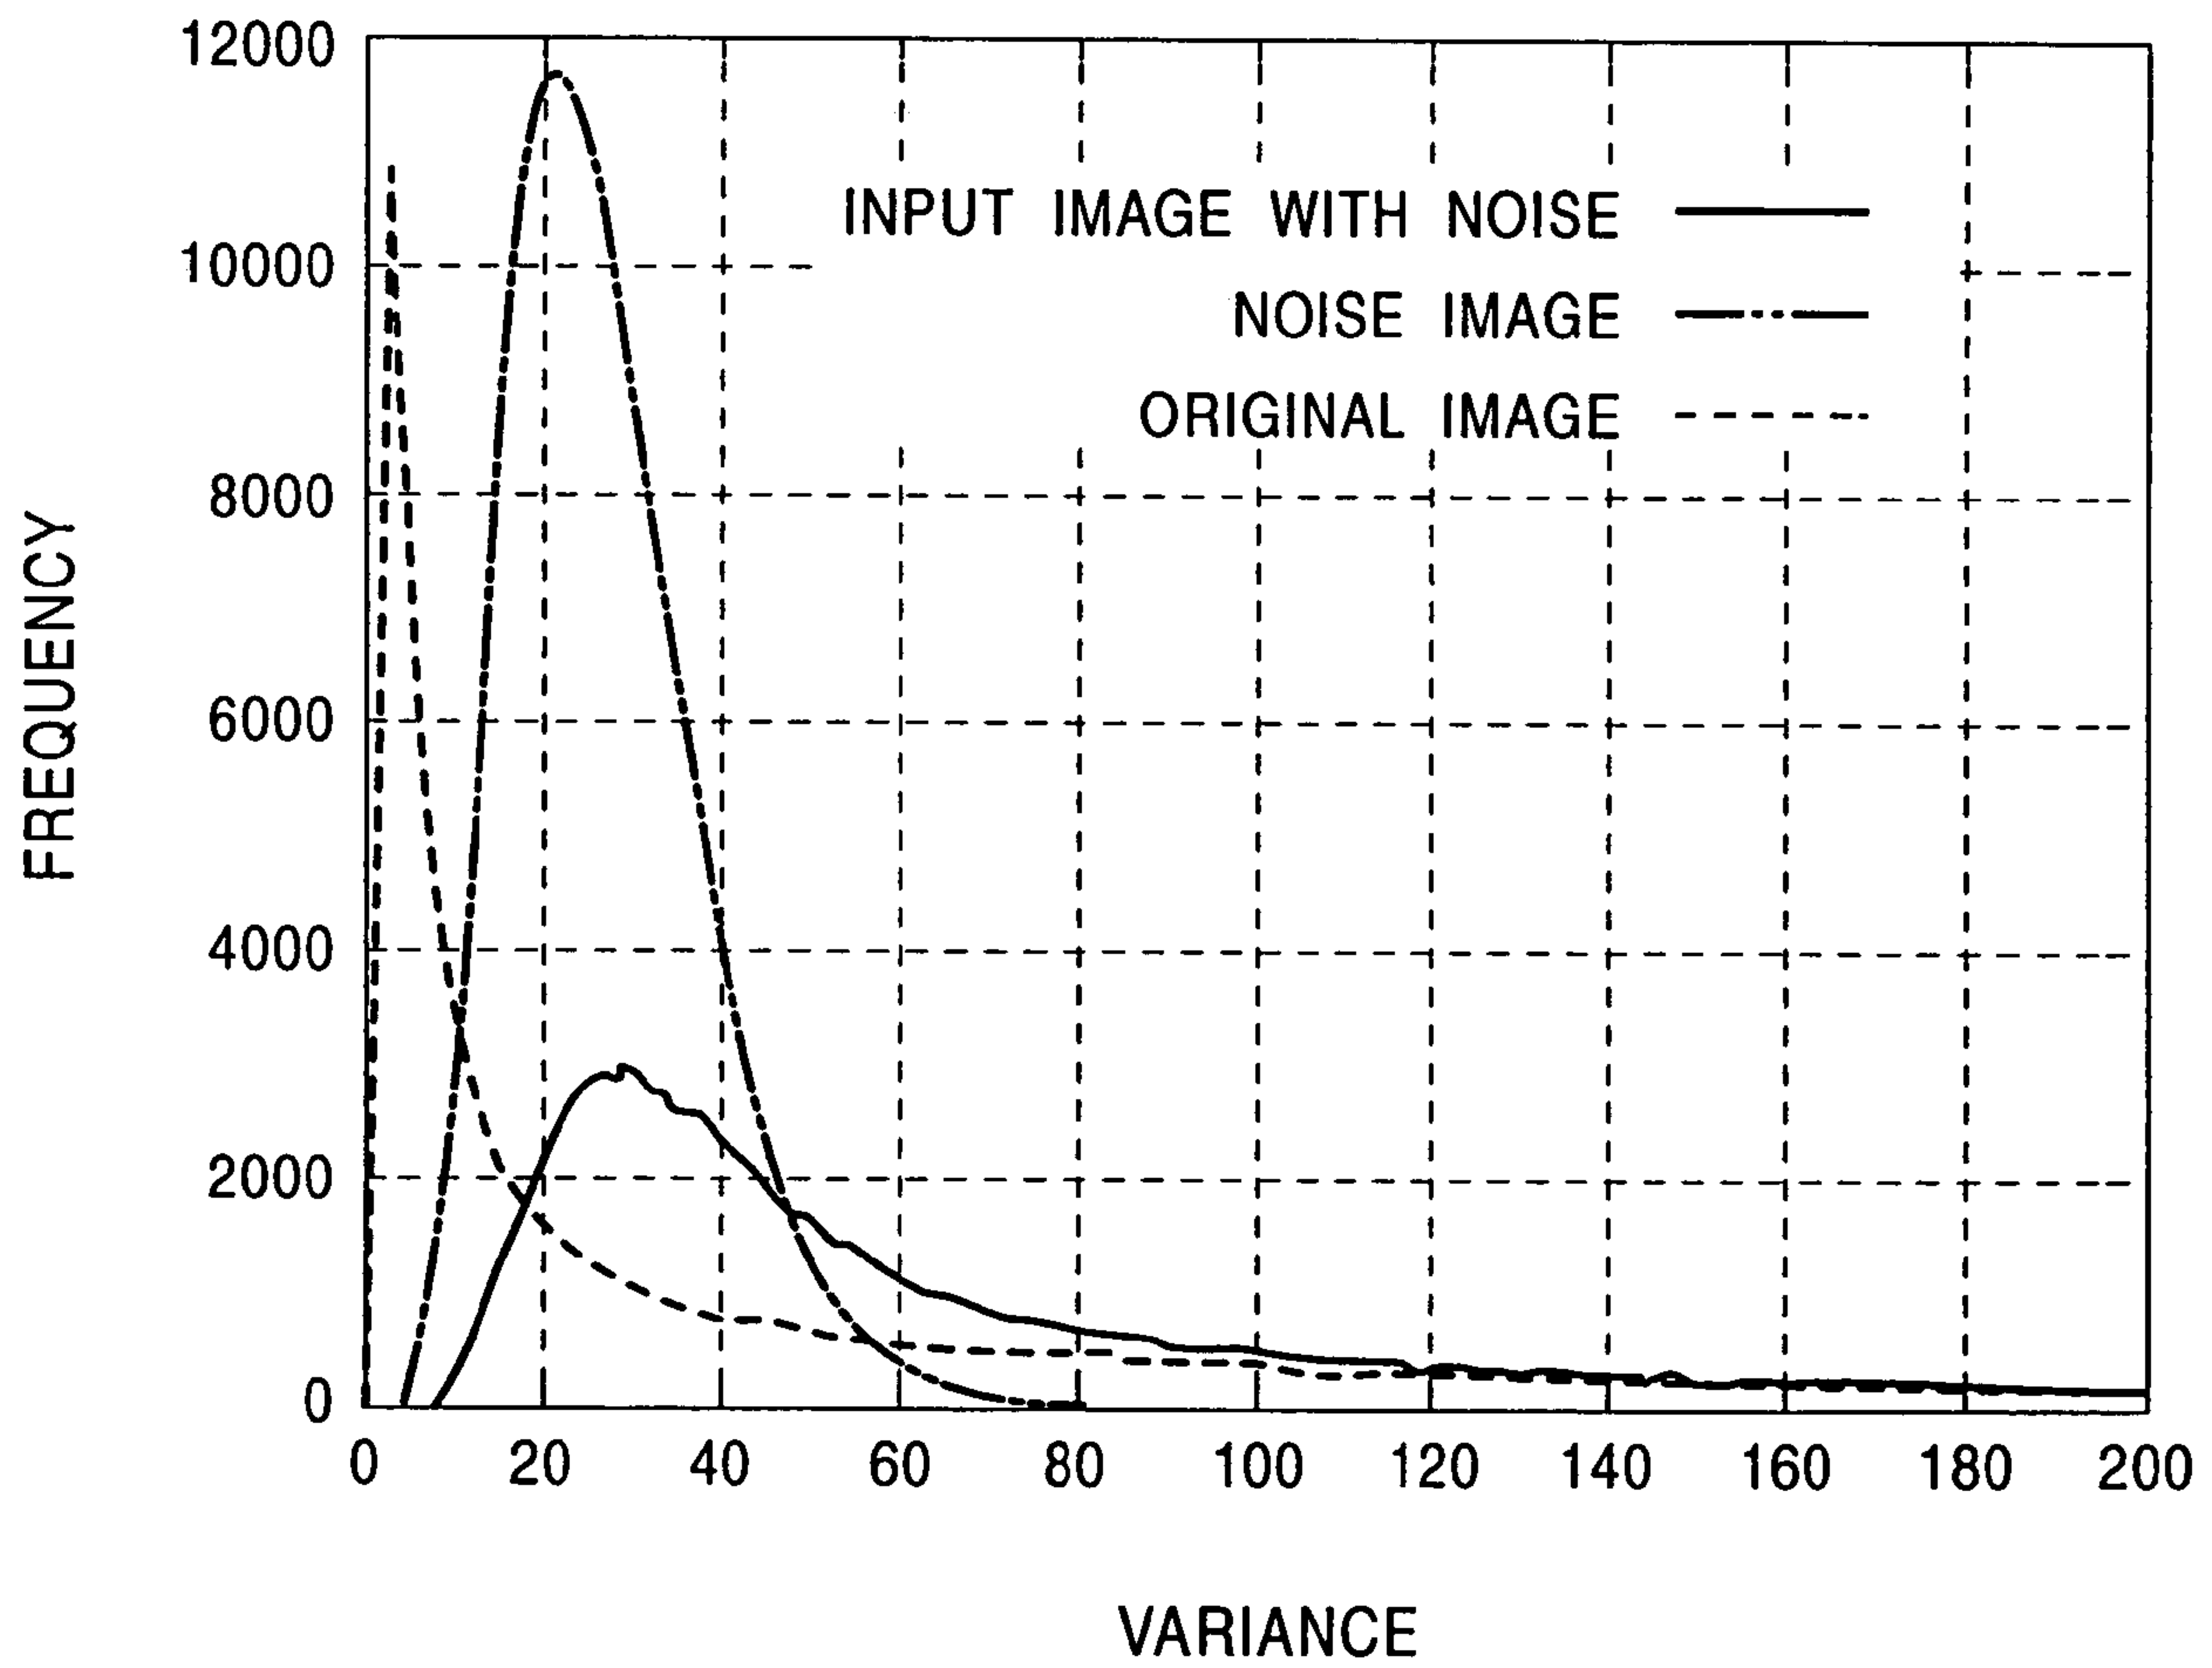 12000
10000
8000
6000
4000
2000
0
FREQUENCY
INPUT IMAGE WITH NOISE
NOISE IMAGE
ORIGINAL IMAGE
0 20 40 60 80 100 120 140 160 180 200
VARIANCE